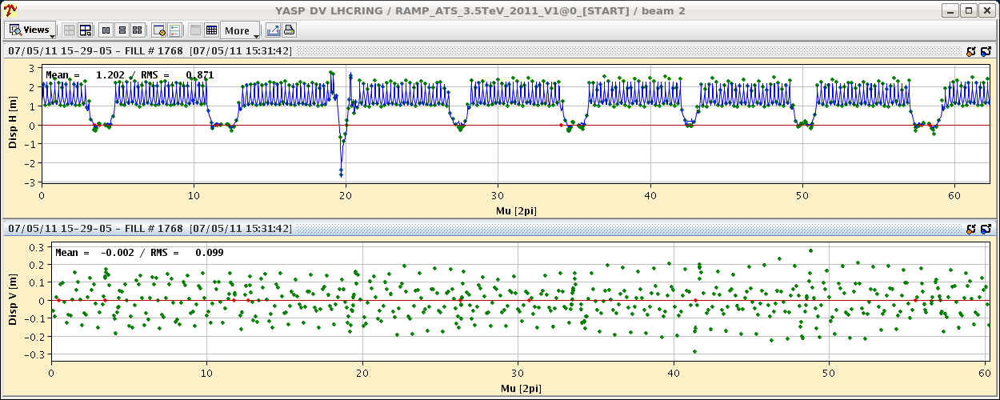 YASP DV LHCRING / RAMP_ATS_3.5TeV_2011_V1@0_[START] / beam 2
Views More
07/05/11 15-29-05 - FILL # 1768 [07/05/11 15:31:42]
Mean = 1.202 / RMS = 0.871
3
2
1
0
-1
-2
-3
Disp H [m]
0 10 20 30 40 50 60
Mu [2pi]
07/05/11 15-29-05 - FILL # 1768 [07/05/11 15:31:42]
Mean = -0.002 / RMS = 0.099
0.3
0.2
0.1
0
-0.1
-0.2
-0.3
Disp V [m]
0 10 20 30 40 50 60
Mu [2pi]